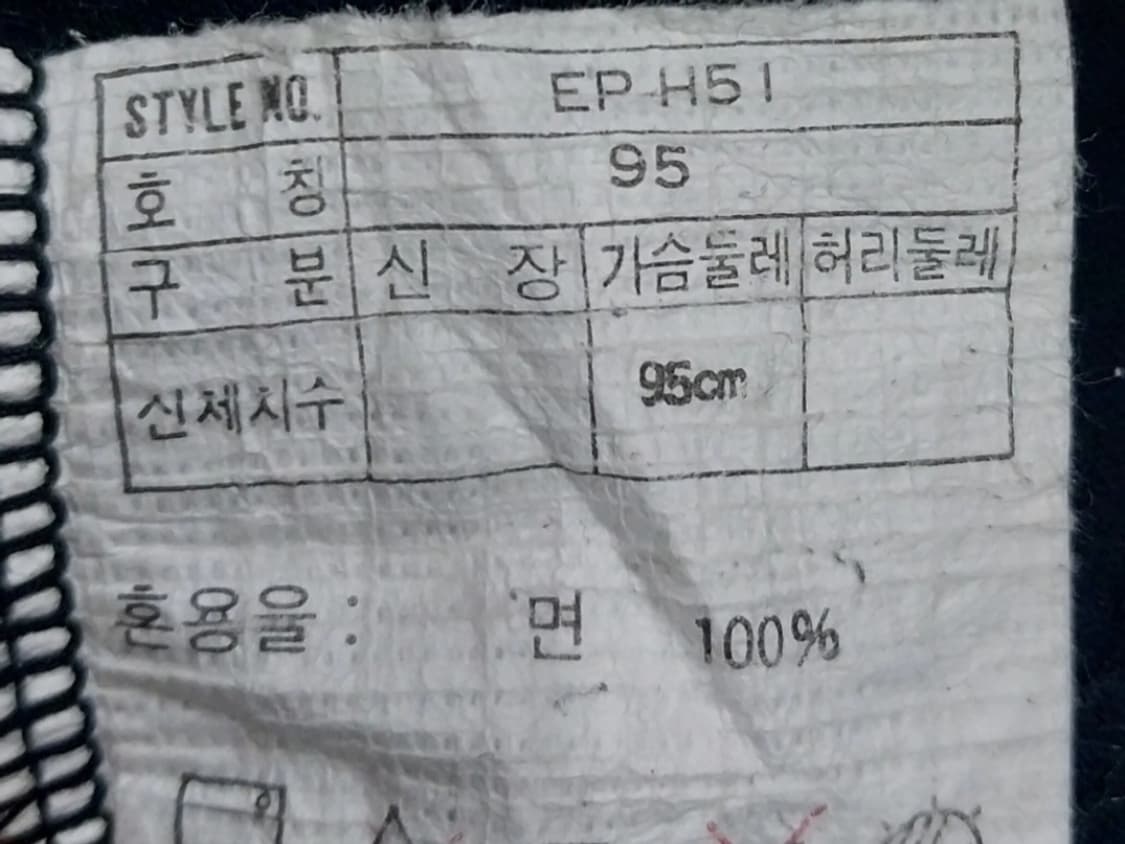 STYLE NO. EP-H51
호 칭 95
구 분 신 장 가슴둘레 허리둘레
신체치수 95cm
혼용율 : 면 100%